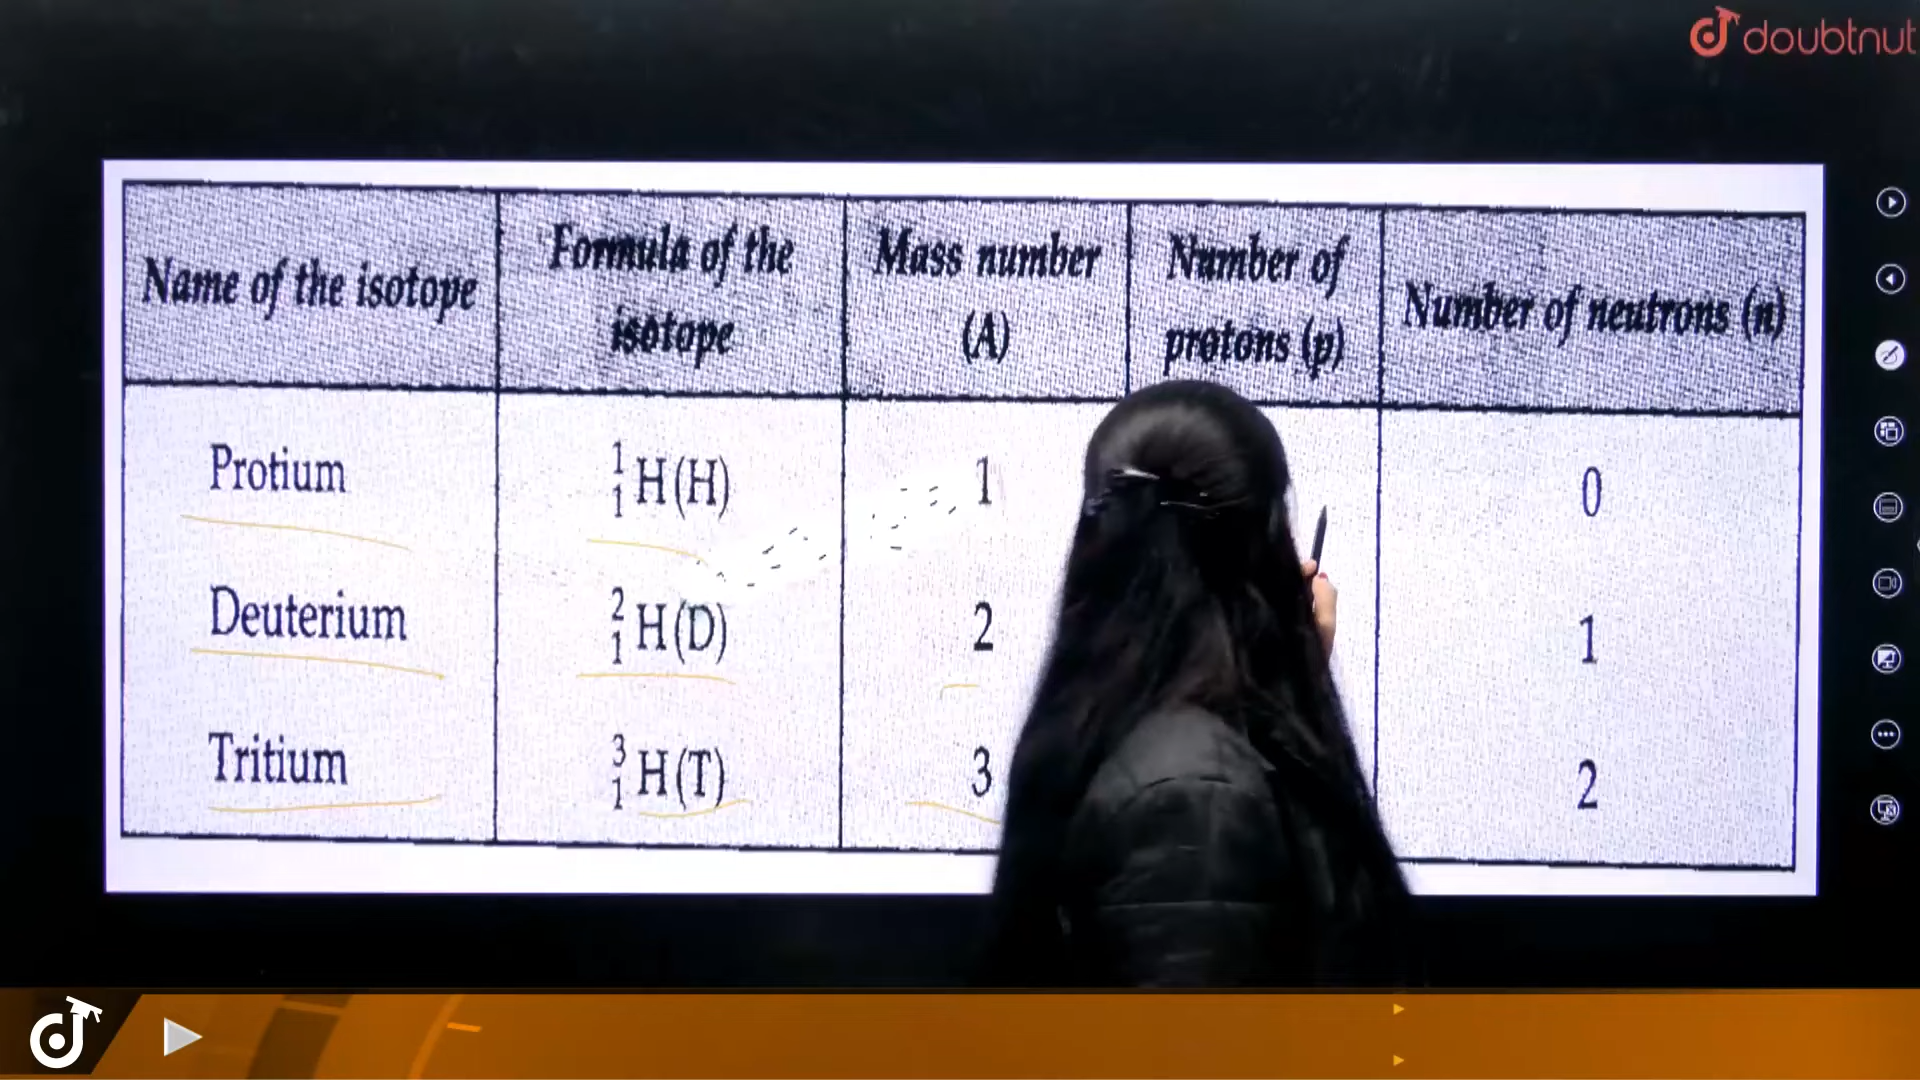 doubtnut
Name of the isotope
Formula of the
isotope
Mass number
(A)
Number of
protons (p)
Number of neutrons (n)
Protium
¹₁H(H)
1
0
Deuterium
²₁H(D)
2
1
Tritium
³₁H(T)
3
2